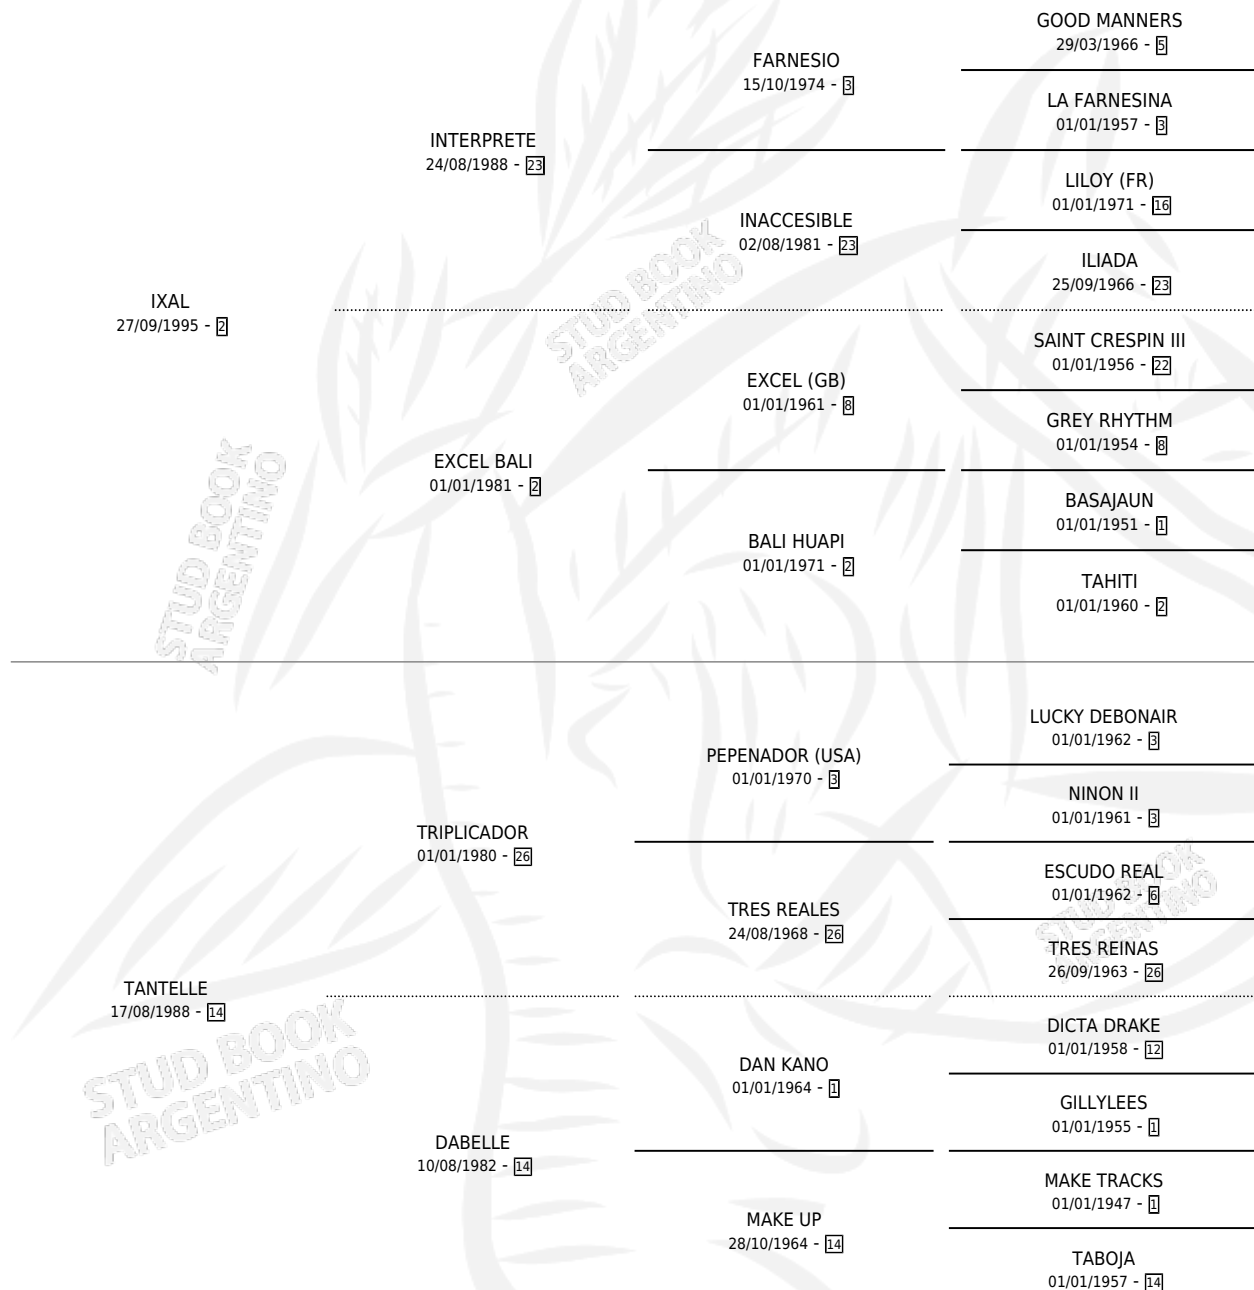 GOOD MANNERS
29/03/1966 - 5
FARNESIO
15/10/1974 - 3
LA FARNESINA
01/01/1957 - 3
INTERPRETE
24/08/1988 - 23
LILOY (FR)
01/01/1971 - 16
INACCESIBLE
02/08/1981 - 23
ILIADA
25/09/1966 - 23
IXAL
27/09/1995 - 2
SAINT CRESPIN III
01/01/1956 - 22
EXCEL (GB)
01/01/1961 - 8
GREY RHYTHM
01/01/1954 - 8
EXCEL BALI
01/01/1981 - 2
BASAJAUN
01/01/1951 - 1
BALI HUAPI
01/01/1971 - 2
TAHITI
01/01/1960 - 2
LUCKY DEBONAIR
01/01/1962 - 3
PEPENADOR (USA)
01/01/1970 - 3
NINON II
01/01/1961 - 3
TRIPLICADOR
01/01/1980 - 26
ESCUDO REAL
01/01/1962 - 6
TRES REALES
24/08/1968 - 26
TRES REINAS
26/09/1963 - 26
TANTELLE
17/08/1988 - 14
DICTA DRAKE
01/01/1958 - 12
DAN KANO
01/01/1964 - 1
GILLYLEES
01/01/1955 - 1
DABELLE
10/08/1982 - 14
MAKE TRACKS
01/01/1947 - 1
MAKE UP
28/10/1964 - 14
TABOJA
01/01/1957 - 14
STUD BOOK
ARGENTINO
STUD BOOK
ARGENTINO
STUD BOOK
ARGENTINO
STUD BOOK
ARGENTINO